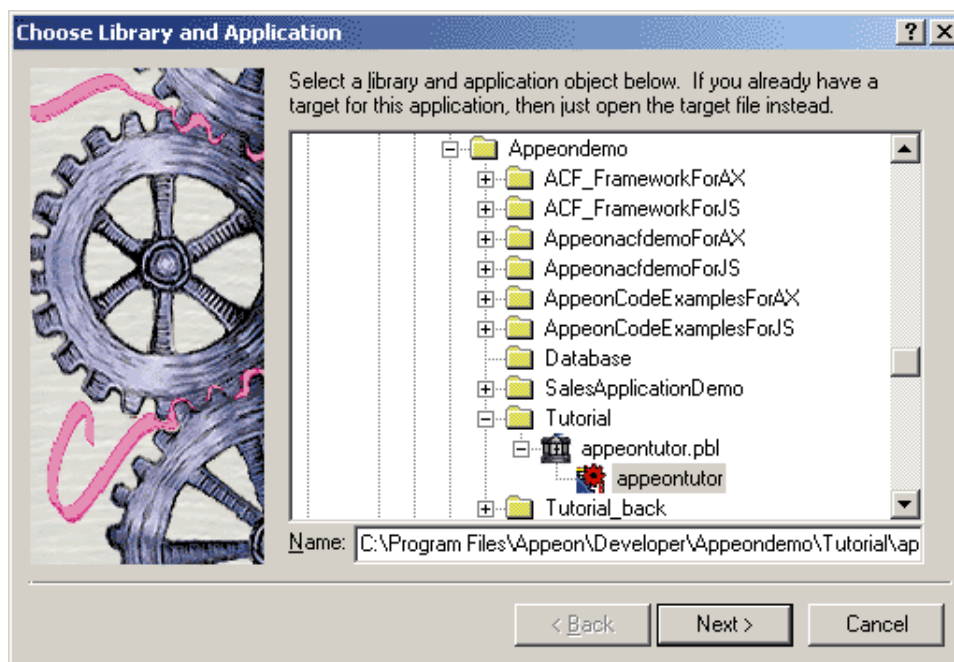 Choose Library and Application
Select a library and application object below. If you already have a
target for this application, then just open the target file instead.
Appeondemo
ACF_FrameworkForAX
ACF_FrameworkForJS
AppeonacfdemoForAX
AppeonacfdemoForJS
AppeonCodeExamplesForAX
AppeonCodeExamplesForJS
Database
SalesApplicationDemo
Tutorial
appeontutor.pbl
appeontutor
Tutorial_back
Name: C:\Program Files\Appeon\Developer\Appeondemo\Tutorial\ap
< Back
Next >
Cancel